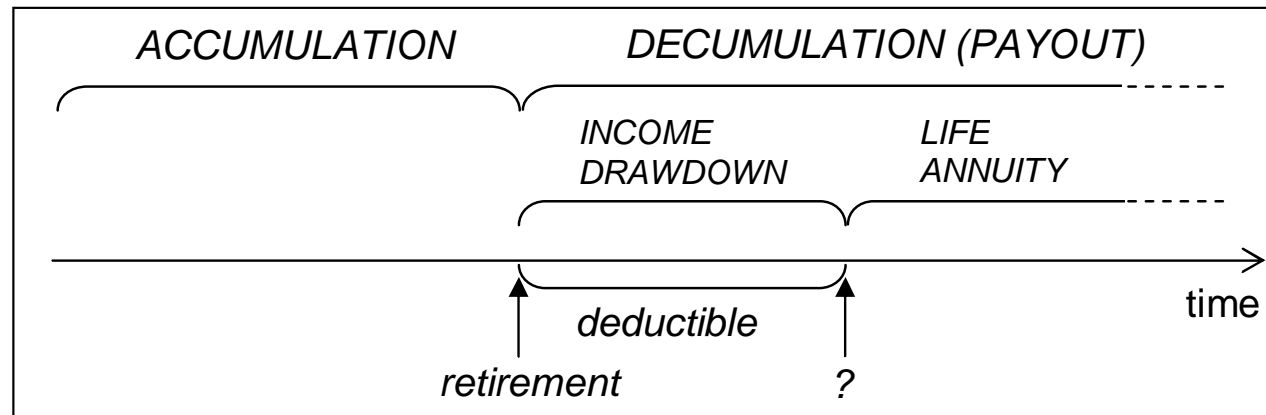 ACCUMULATION
DECUMULATION (PAYOUT)
INCOME
DRAWDOWN
LIFE
ANNUITY
time
deductible
retirement
?